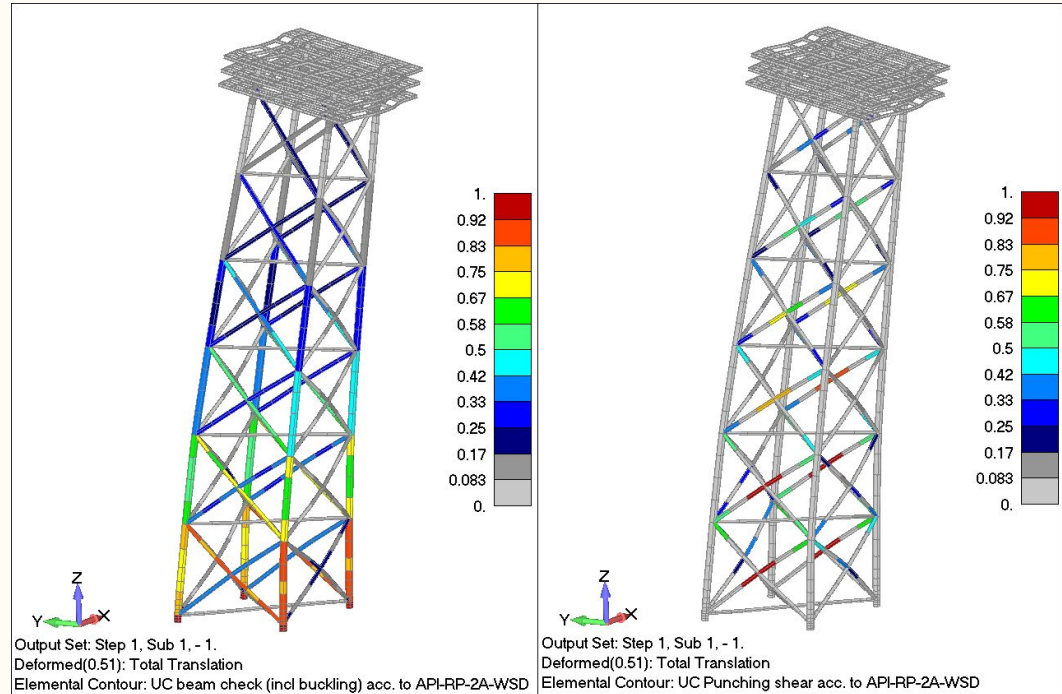 1.
0.92
0.83
0.75
0.67
0.58
0.5
0.42
0.33
0.25
0.17
0.083
0.
Z
Y
X
Output Set: Step 1, Sub 1, - 1.
Deformed(0.51): Total Translation
Elemental Contour: UC beam check (incl buckling) acc. to API-RP-2A-WSD
1.
0.92
0.83
0.75
0.67
0.58
0.5
0.42
0.33
0.25
0.17
0.083
0.
Z
Y
X
Output Set: Step 1, Sub 1, - 1.
Deformed(0.51): Total Translation
Elemental Contour: UC Punching shear acc. to API-RP-2A-WSD